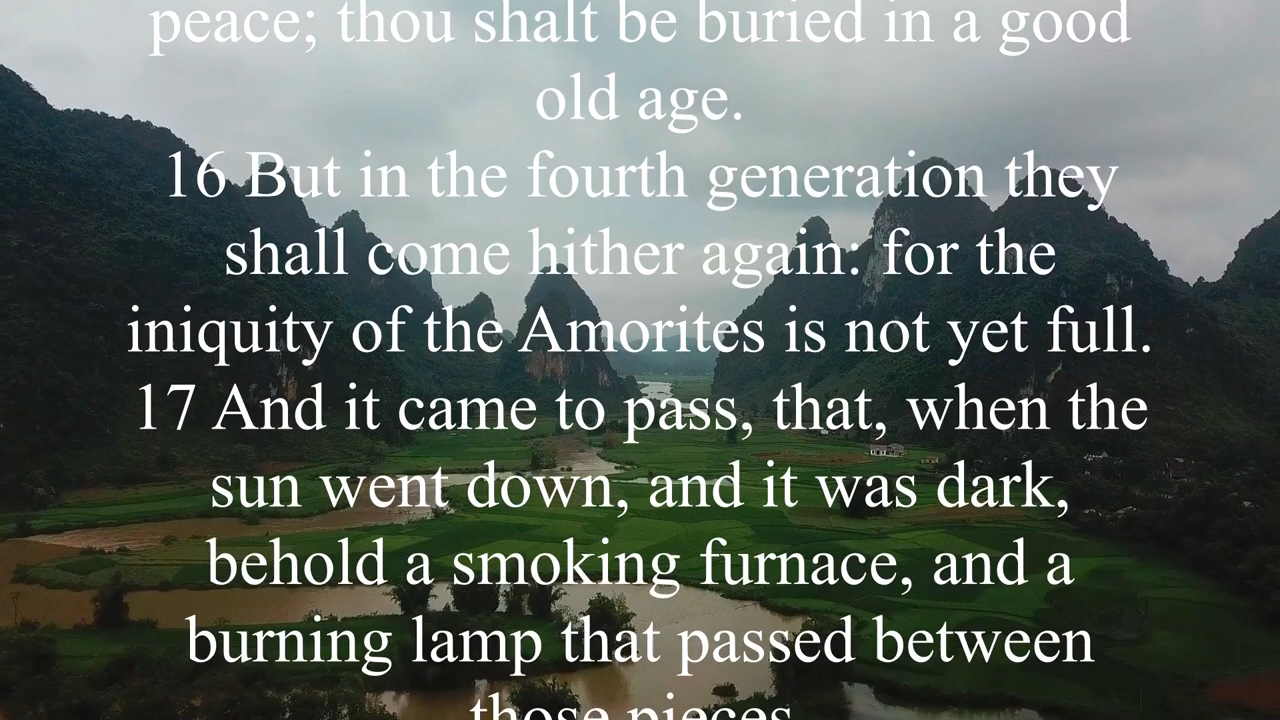 peace; thou shalt be buried in a good
old age.
16 But in the fourth generation they
shall come hither again: for the
iniquity of the Amorites is not yet full.
17 And it came to pass, that, when the
sun went down, and it was dark,
behold a smoking furnace, and a
burning lamp that passed between
those pieces.